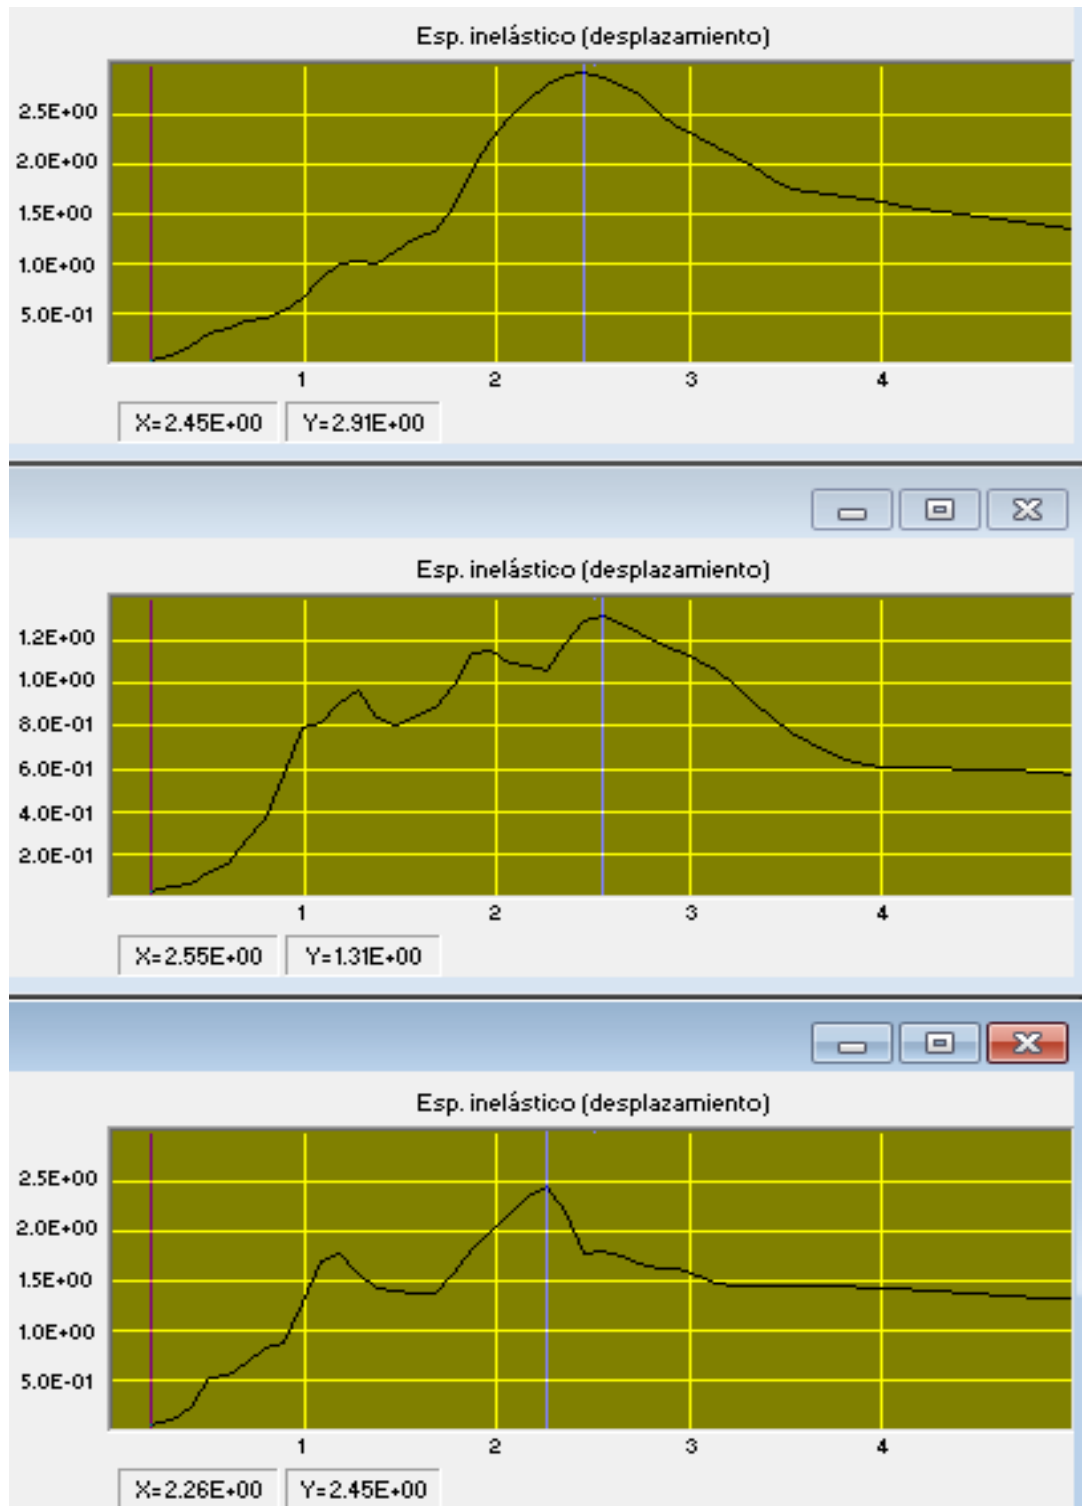 Esp. inelástico (desplazamiento)
2.5E+00
2.0E+00
1.5E+00
1.0E+00
5.0E-01
1 2 3 4
X=2.45E+00 Y=2.91E+00
Esp. inelástico (desplazamiento)
1.2E+00
1.0E+00
8.0E-01
6.0E-01
4.0E-01
2.0E-01
1 2 3 4
X=2.55E+00 Y=1.31E+00
Esp. inelástico (desplazamiento)
2.5E+00
2.0E+00
1.5E+00
1.0E+00
5.0E-01
1 2 3 4
X=2.26E+00 Y=2.45E+00